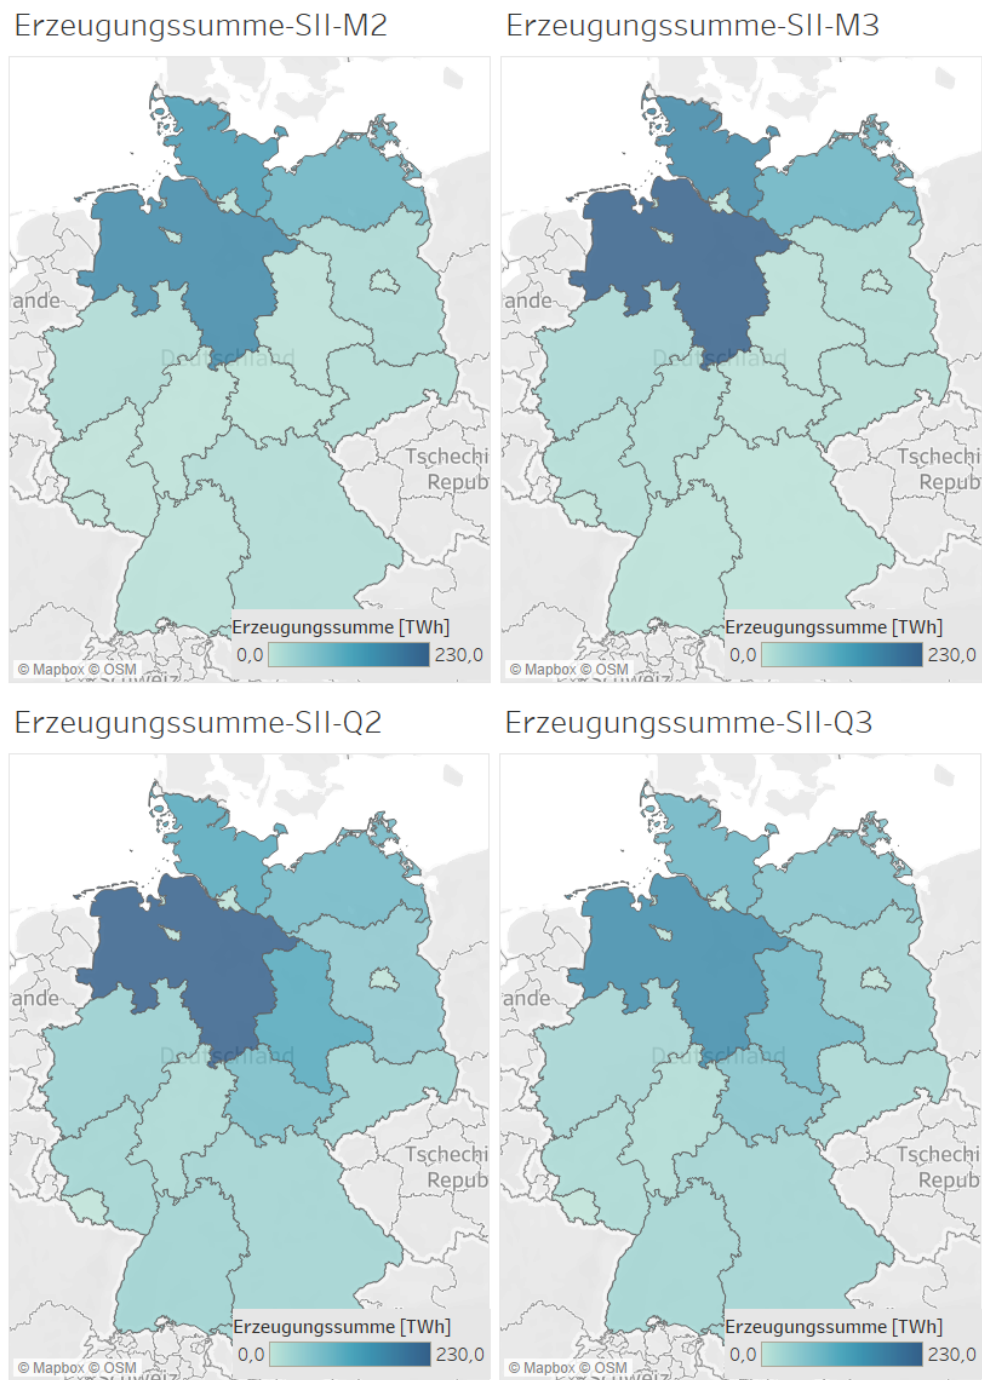 Erzeugungssumme-SII-M2
Erzeugungssumme-SII-M3
ande
Deutschland
Tschechi
Repub
Erzeugungssumme [TWh]
0,0
230,0
© Mapbox © OSM
Schweiz
ande
Deutschland
Tschechi
Repub
Erzeugungssumme [TWh]
0,0
230,0
© Mapbox © OSM
Schweiz
Erzeugungssumme-SII-Q2
Erzeugungssumme-SII-Q3
ande
Deutschland
Tschechi
Repub
Erzeugungssumme [TWh]
0,0
230,0
© Mapbox © OSM
ande
Deutschland
Tschechi
Repub
Erzeugungssumme [TWh]
0,0
230,0
© Mapbox © OSM